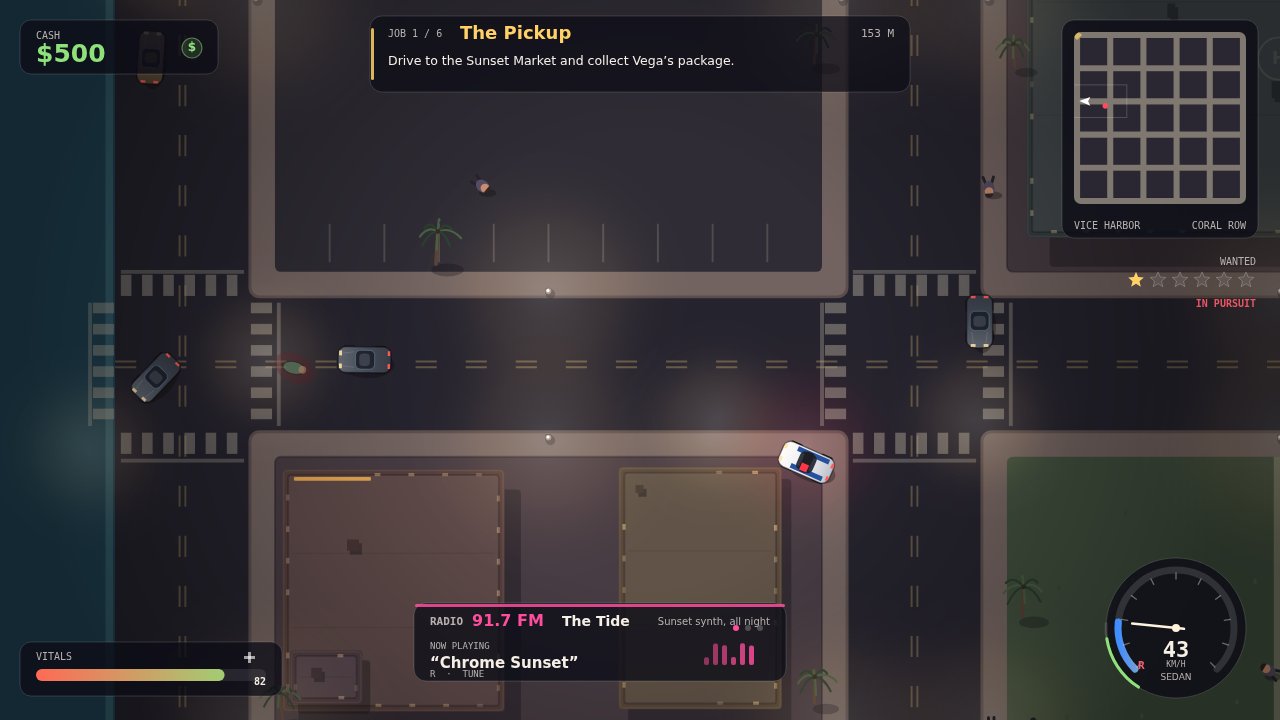 CASH
$500
$
JOB 1 / 6 The Pickup 153 M
Drive to the Sunset Market and collect Vega’s package.
VICE HARBOR CORAL ROW
WANTED
IN PURSUIT
RADIO 91.7 FM The Tide Sunset synth, all night
NOW PLAYING
“Chrome Sunset”
R · TUNE
VITALS
82
R
43
KM/H
SEDAN